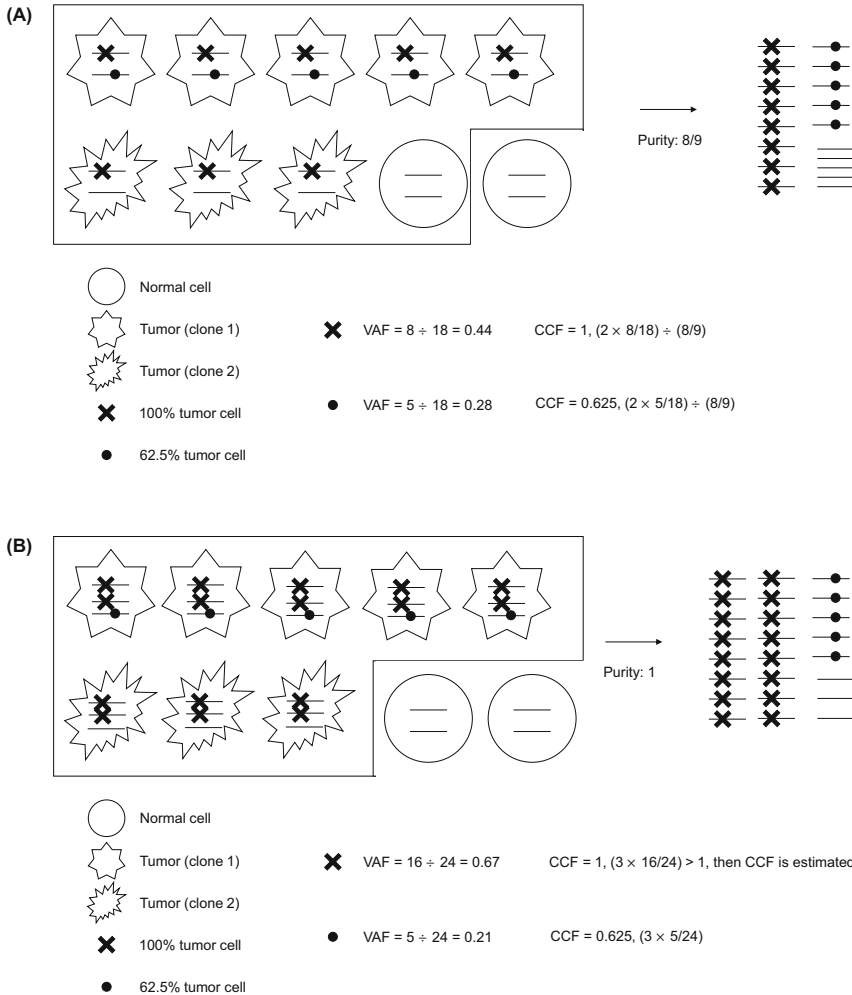 (A)
Purity: 8/9
Normal cell
Tumor (clone 1)
VAF = 8 ÷ 18 = 0.44 CCF = 1, (2 × 8/18) ÷ (8/9)
Tumor (clone 2)
VAF = 5 ÷ 18 = 0.28 CCF = 0.625, (2 × 5/18) ÷ (8/9)
100% tumor cell
62.5% tumor cell
(B)
Purity: 1
Normal cell
Tumor (clone 1)
VAF = 16 ÷ 24 = 0.67 CCF = 1, (3 × 16/24) > 1, then CCF is estimated
Tumor (clone 2)
VAF = 5 ÷ 24 = 0.21 CCF = 0.625, (3 × 5/24)
100% tumor cell
62.5% tumor cell